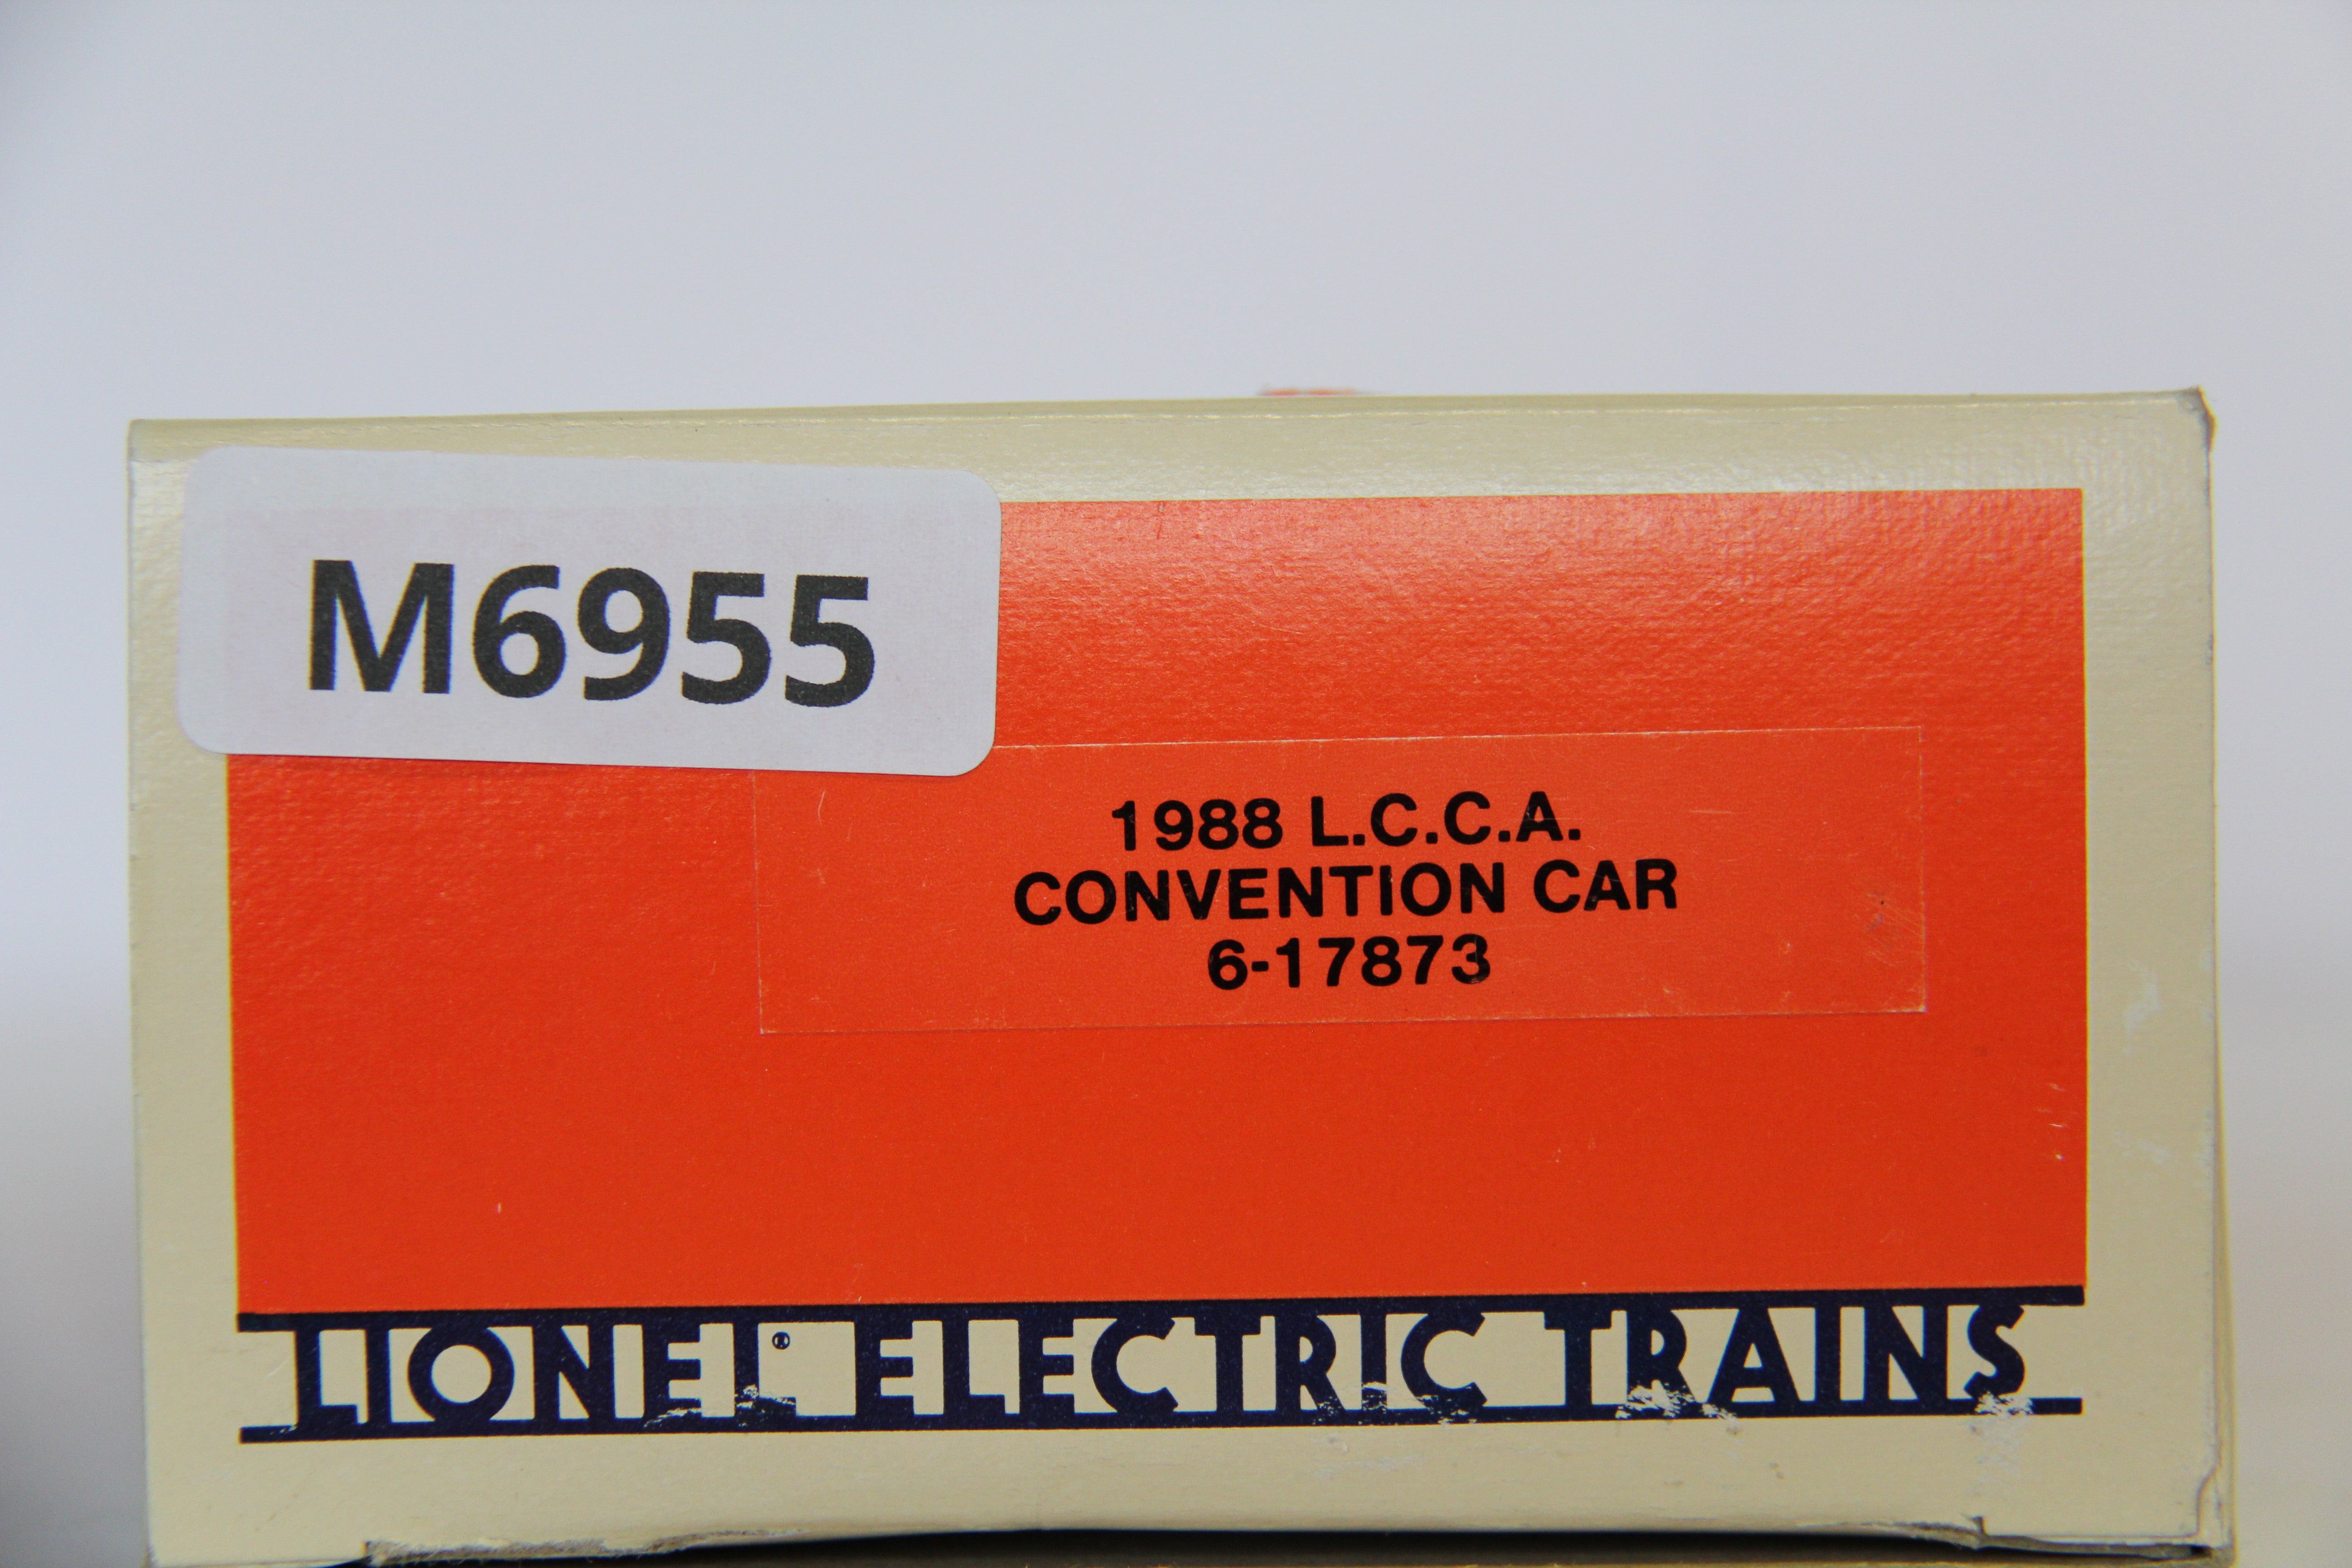 M6955
1988 L.C.C.A.
CONVENTION CAR
6-17873
LIONEL® ELECTRIC TRAINS